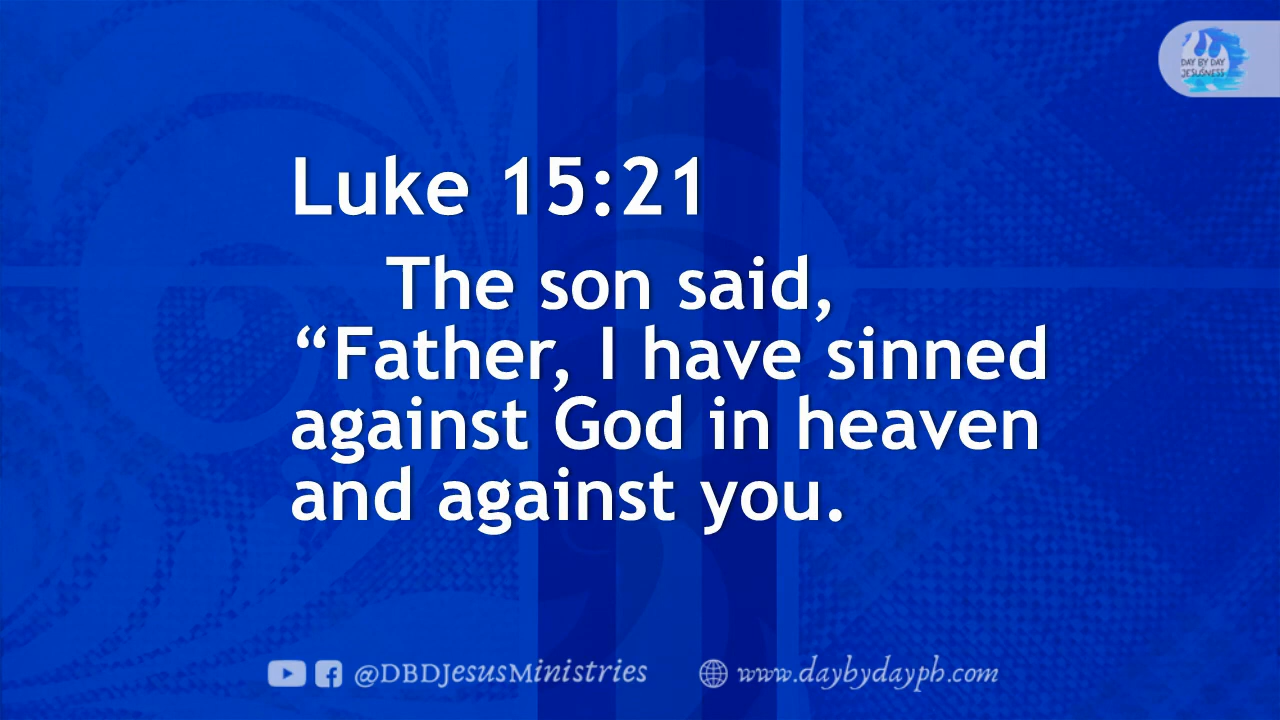 DAY BY DAY
JESUSNESS
Luke 15:21
The son said,
“Father, I have sinned
against God in heaven
and against you.
@DBDJesusMinistries
www.daybydayph.com